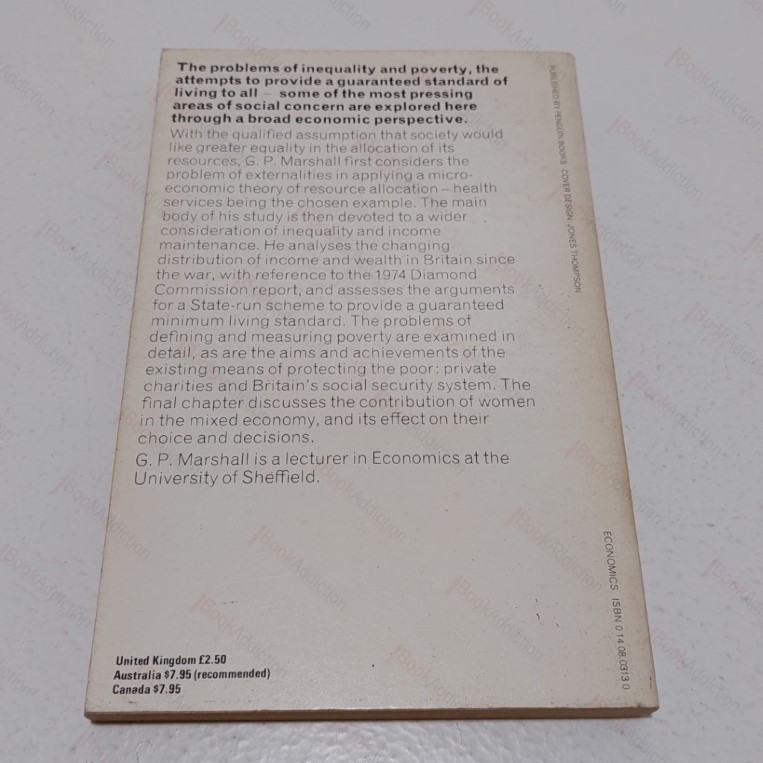 The problems of inequality and poverty, the
attempts to provide a guaranteed standard of
living to all – some of the most pressing
areas of social concern are explored here
through a broad economic perspective.
With the qualified assumption that society would
like greater equality in the allocation of its
resources, G. P. Marshall first considers the
problem of externalities in applying a micro-
economic theory of resource allocation – health
services being the chosen example. The main
body of his study is then devoted to a wider
consideration of inequality and income
maintenance. He analyses the changing
distribution of income and wealth in Britain since
the war, with reference to the 1974 Diamond
Commission report, and assesses the arguments
for a State-run scheme to provide a guaranteed
minimum living standard. The problems of
defining and measuring poverty are examined in
detail, as are the aims and achievements of the
existing means of protecting the poor: private
charities and Britain's social security system. The
final chapter discusses the contribution of women
in the mixed economy, and its effect on their
choice and decisions.
G. P. Marshall is a lecturer in Economics at the
University of Sheffield.
United Kingdom £2.50
Australia $7.95 (recommended)
Canada $7.95
PUBLISHED BY PENGUIN BOOKS COVER DESIGN: JONES THOMPSON
ECONOMICS ISBN 0 14 08.0313 0
BookAddiction